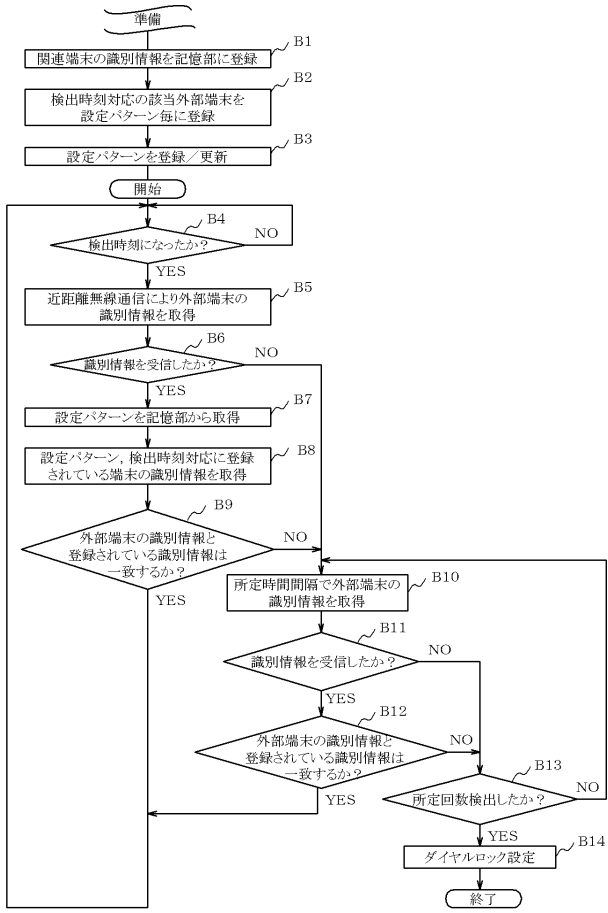 準備
B1
関連端末の識別情報を記憶部に登録
B2
検出時刻対応の該当外部端末を
設定パターン毎に登録
B3
設定パターンを登録／更新
開始
B4
検出時刻になったか？
NO
YES
B5
近距離無線通信により外部端末の
識別情報を取得
B6
識別情報を受信したか？
NO
YES
B7
設定パターンを記憶部から取得
B8
設定パターン，検出時刻対応に登録
されている端末の識別情報を取得
B9
外部端末の識別情報と
登録されている識別情報は
一致するか？
NO
YES
B10
所定時間間隔で外部端末の
識別情報を取得
B11
識別情報を受信したか？
NO
YES
B12
外部端末の識別情報と
登録されている識別情報は
一致するか？
NO
YES
B13
所定回数検出したか？
NO
YES
B14
ダイヤルロック設定
終了